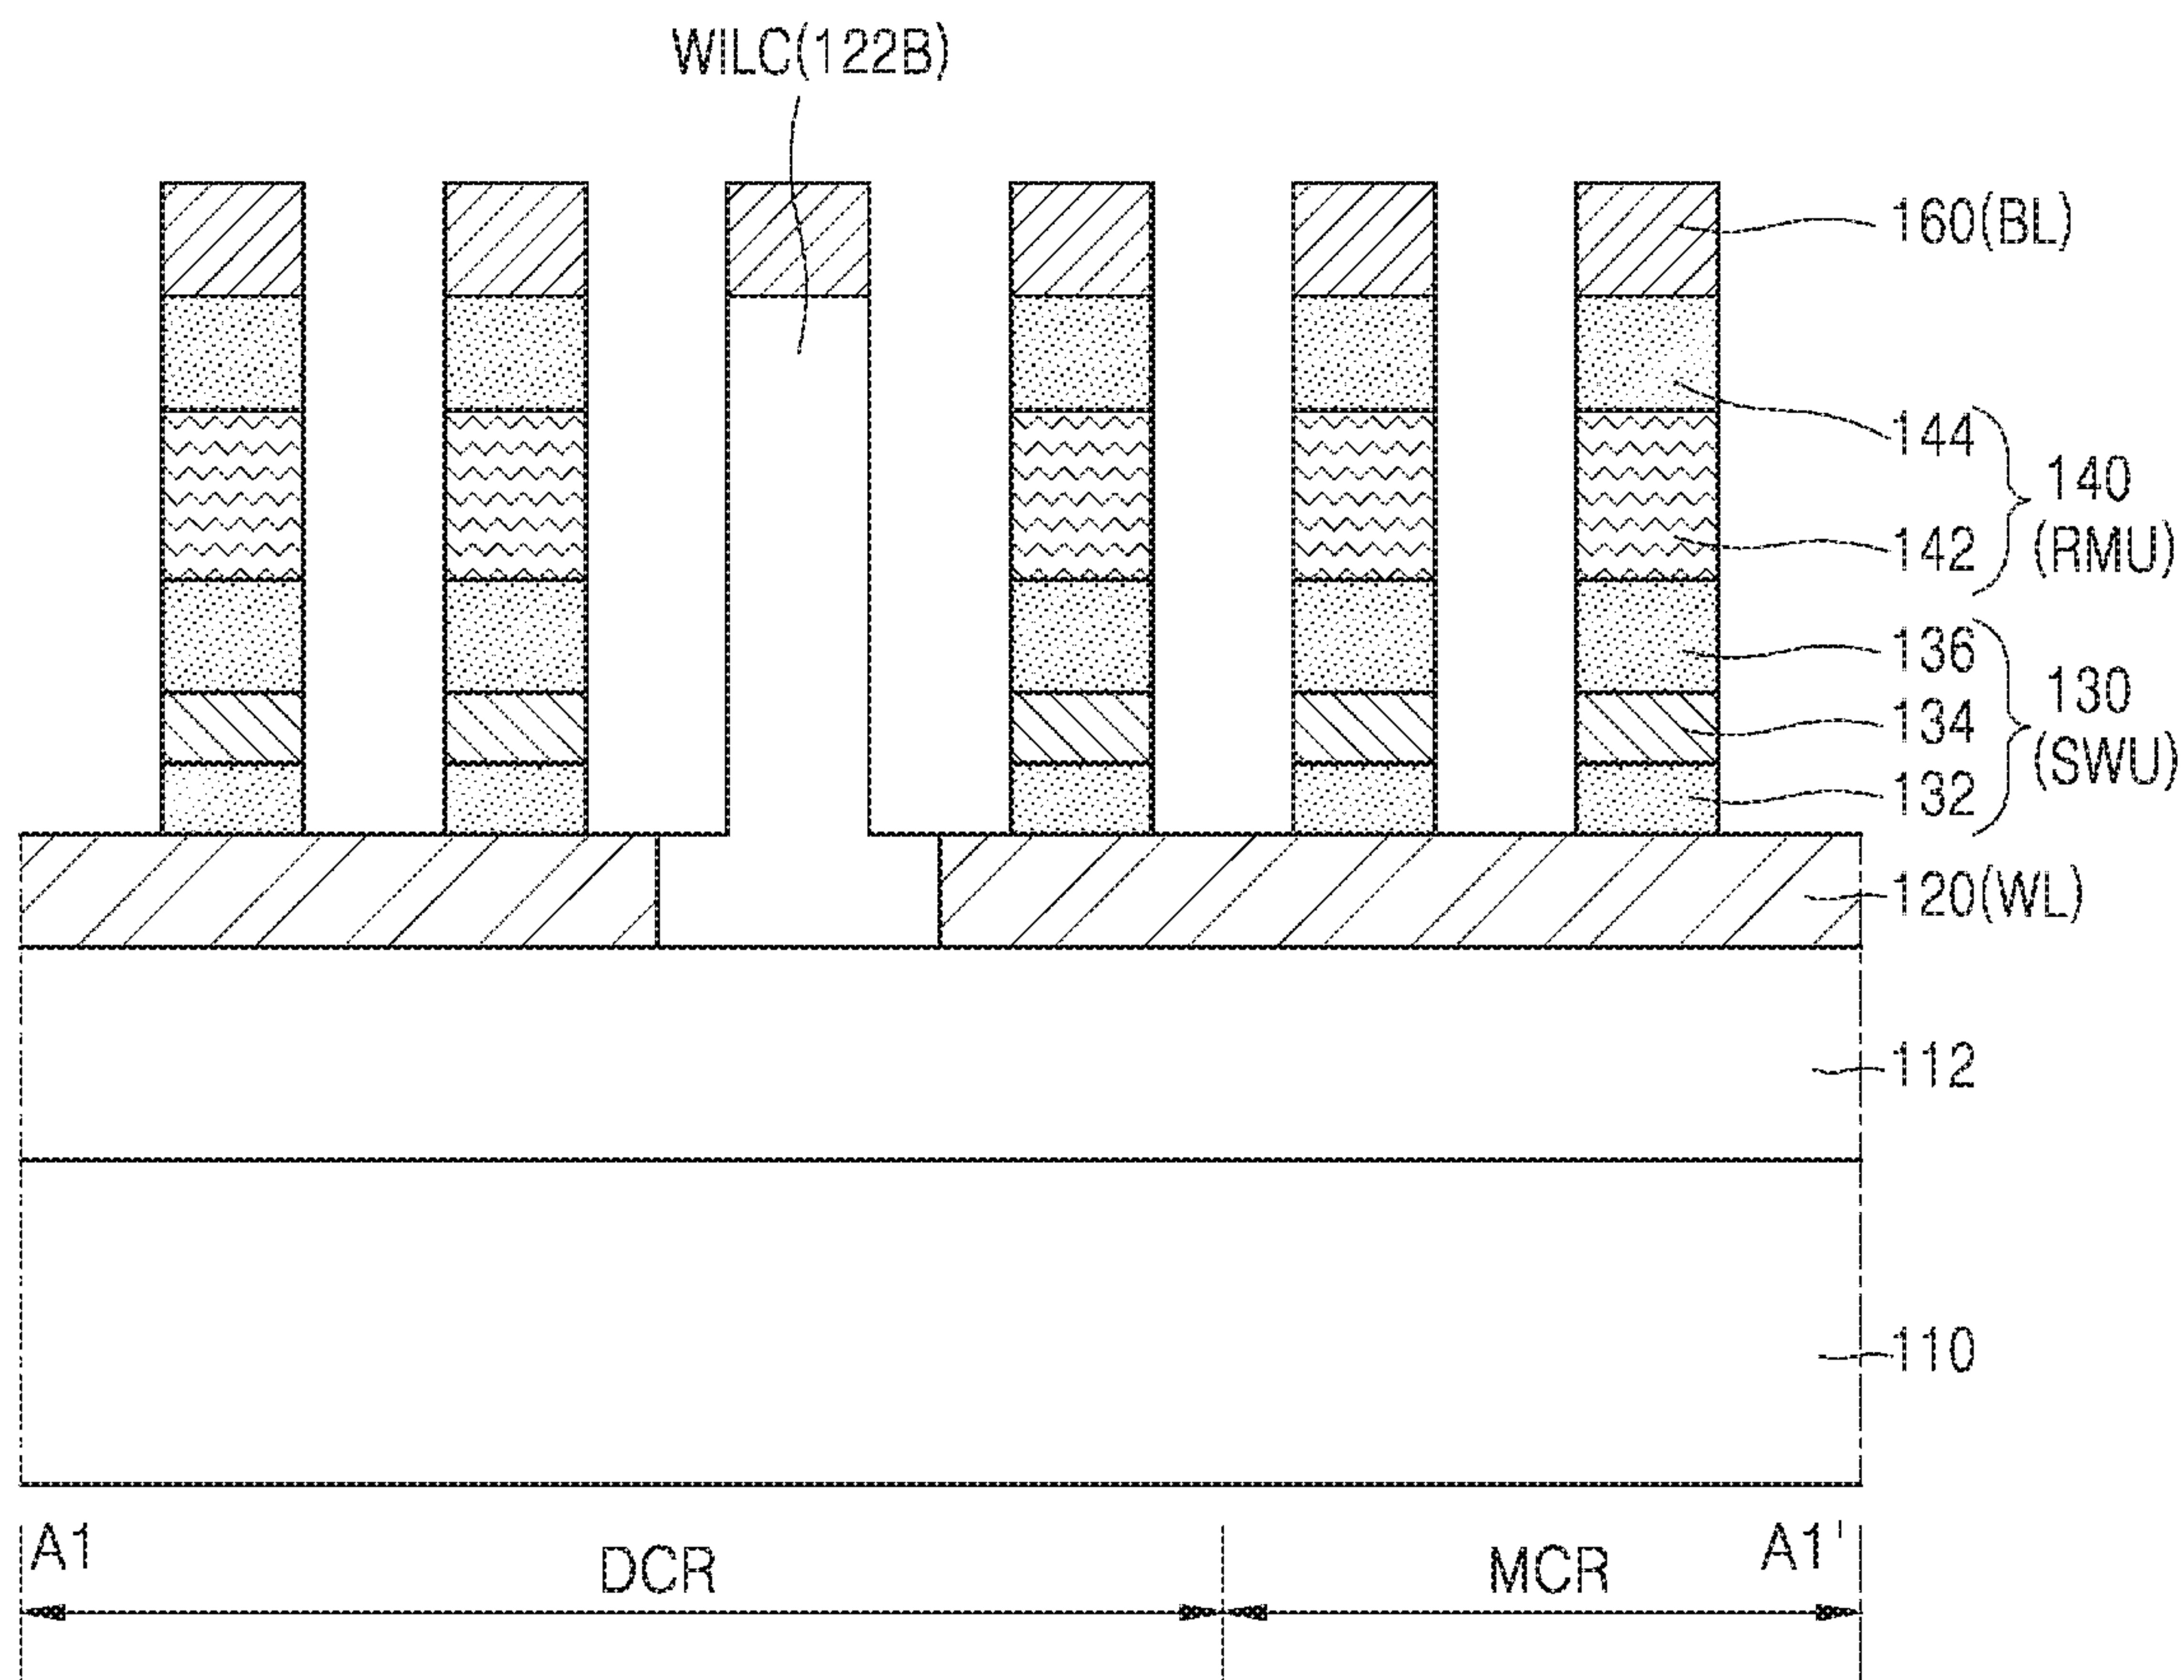 WILC(122B)
160(BL)
144
140
142
(RMU)
136
130
134
(SWU)
132
120(WL)
112
110
A1
DCR
MCR
A1'